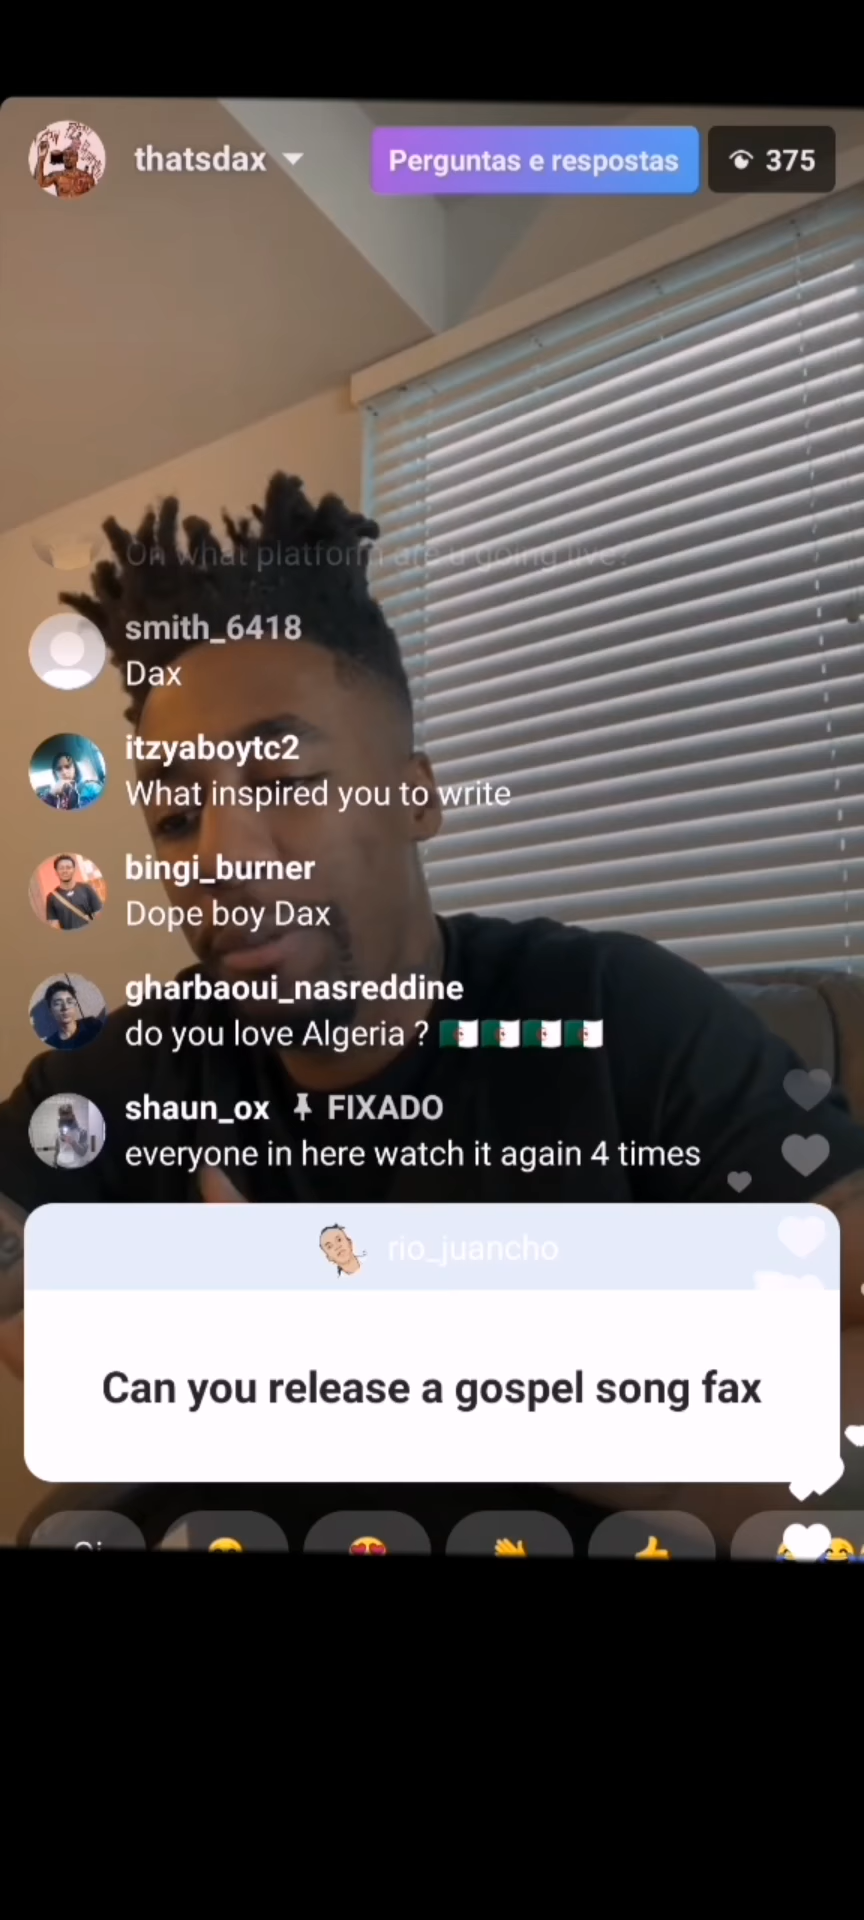 thatsdax
Perguntas e respostas
375
On what platform are u going live?
smith_6418
Dax
itzyaboytc2
What inspired you to write
bingi_burner
Dope boy Dax
gharbaoui_nasreddine
do you love Algeria ?
shaun_ox FIXADO
everyone in here watch it again 4 times
rio_juancho
Can you release a gospel song fax